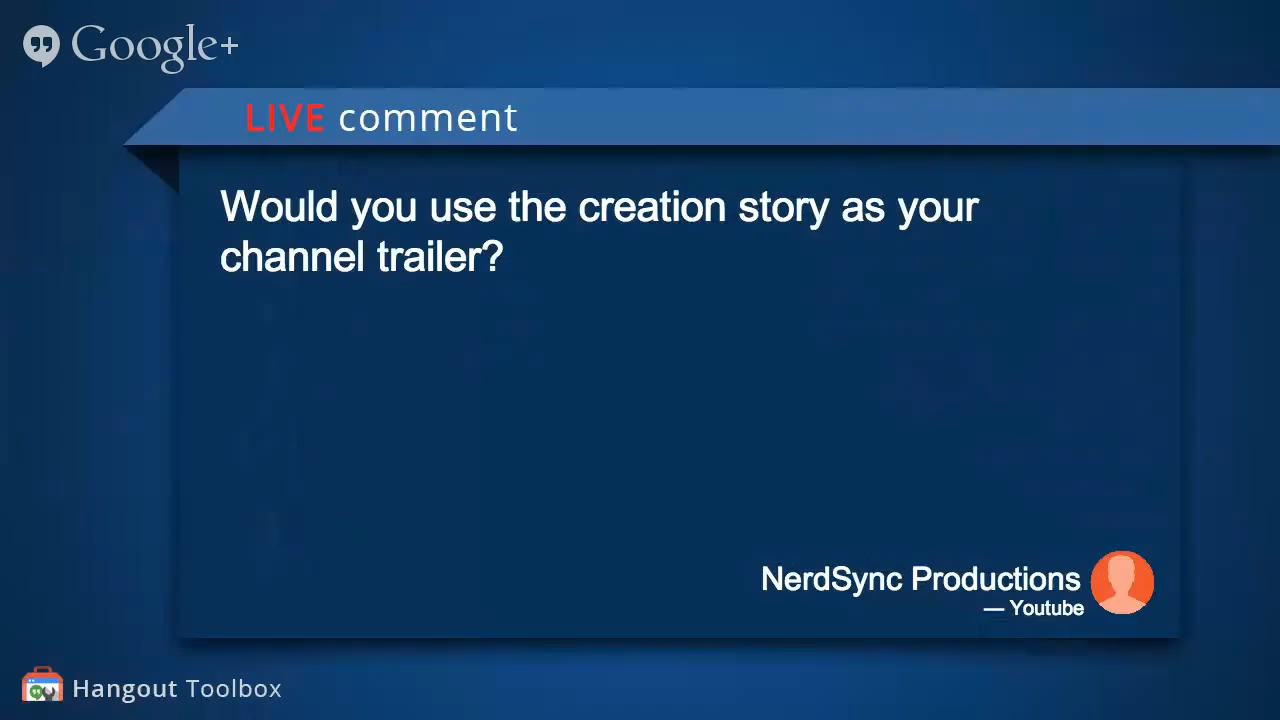 Google+
LIVE comment
Would you use the creation story as your
channel trailer?
NerdSync Productions
— Youtube
Hangout Toolbox